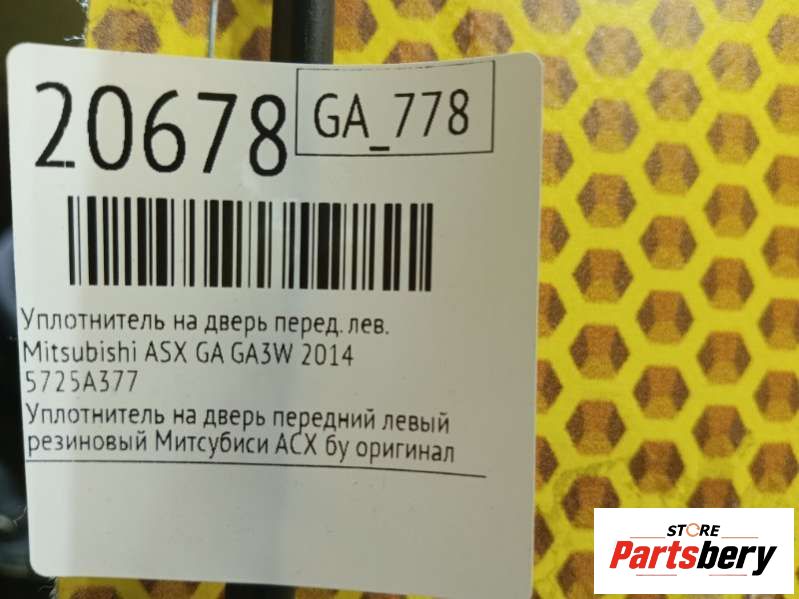 20678
GA_778
Уплотнитель на дверь перед. лев.
Mitsubishi ASX GA GA3W 2014
5725A377
Уплотнитель на дверь передний левый
резиновый Митсубиси АСХ бу оригинал
STORE
Partsbery